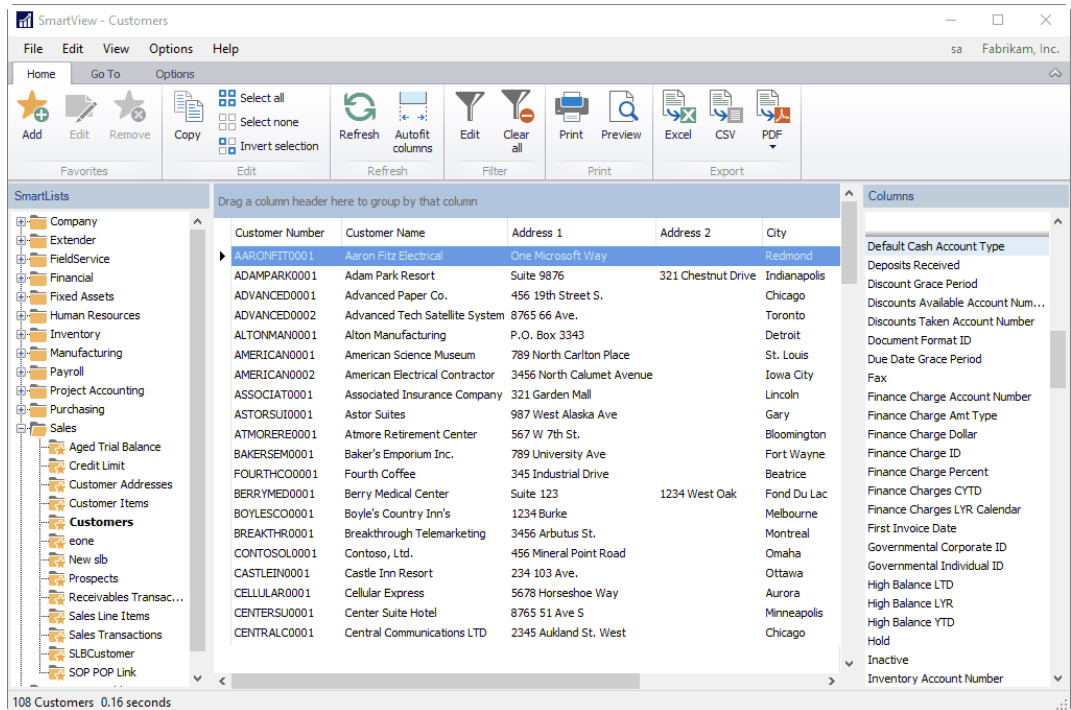 SmartView - Customers
File Edit View Options Help sa Fabrikam, Inc.
Home Go To Options
Add Edit Remove Copy Select all Select none Invert selection Refresh Autofit columns Edit Clear all Print Preview Excel CSV PDF
Favorites Edit Refresh Filter Print Export
SmartLists
Company
Extender
FieldService
Financial
Fixed Assets
Human Resources
Inventory
Manufacturing
Payroll
Project Accounting
Purchasing
Sales
Aged Trial Balance
Credit Limit
Customer Addresses
Customer Items
Customers
eone
New slb
Prospects
Receivables Transac...
Sales Line Items
Sales Transactions
SLBCustomer
SOP POP Link
Drag a column header here to group by that column
Customer Number Customer Name Address 1 Address 2 City
AARONFIT0001 Aaron Fitz Electrical One Microsoft Way Redmond
ADAMPARK0001 Adam Park Resort Suite 9876 321 Chestnut Drive Indianapolis
ADVANCED0001 Advanced Paper Co. 456 19th Street S. Chicago
ADVANCED0002 Advanced Tech Satellite System 8765 66 Ave. Toronto
ALTONMAN0001 Alton Manufacturing P.O. Box 3343 Detroit
AMERICAN0001 American Science Museum 789 North Carlton Place St. Louis
AMERICAN0002 American Electrical Contractor 3456 North Calumet Avenue Iowa City
ASSOCIAT0001 Associated Insurance Company 321 Garden Mall Lincoln
ASTORSUI0001 Astor Suites 987 West Alaska Ave Gary
ATMORERE0001 Atmore Retirement Center 567 W 7th St. Bloomington
BAKERSEM0001 Baker's Emporium Inc. 789 University Ave Fort Wayne
FOURTHCO0001 Fourth Coffee 345 Industrial Drive Beatrice
BERRYMED0001 Berry Medical Center Suite 123 1234 West Oak Fond Du Lac
BOYLESCO0001 Boyle's Country Inn's 1234 Burke Melbourne
BREAKTHR0001 Breakthrough Telemarketing 3456 Arbutus St. Montreal
CONTOSOL0001 Contoso, Ltd. 456 Mineral Point Road Omaha
CASTLEIN0001 Castle Inn Resort 234 103 Ave. Ottawa
CELLULAR0001 Cellular Express 5678 Horseshoe Way Aurora
CENTERSU0001 Center Suite Hotel 8765 51 Ave S Minneapolis
CENTRALC0001 Central Communications LTD 2345 Aukland St. West Chicago
Columns
Default Cash Account Type
Deposits Received
Discount Grace Period
Discounts Available Account Num...
Discounts Taken Account Number
Document Format ID
Due Date Grace Period
Fax
Finance Charge Account Number
Finance Charge Amt Type
Finance Charge Dollar
Finance Charge ID
Finance Charge Percent
Finance Charges CYTD
Finance Charges LYR Calendar
First Invoice Date
Governmental Corporate ID
Governmental Individual ID
High Balance LTD
High Balance LYR
High Balance YTD
Hold
Inactive
Inventory Account Number
108 Customers 0.16 seconds